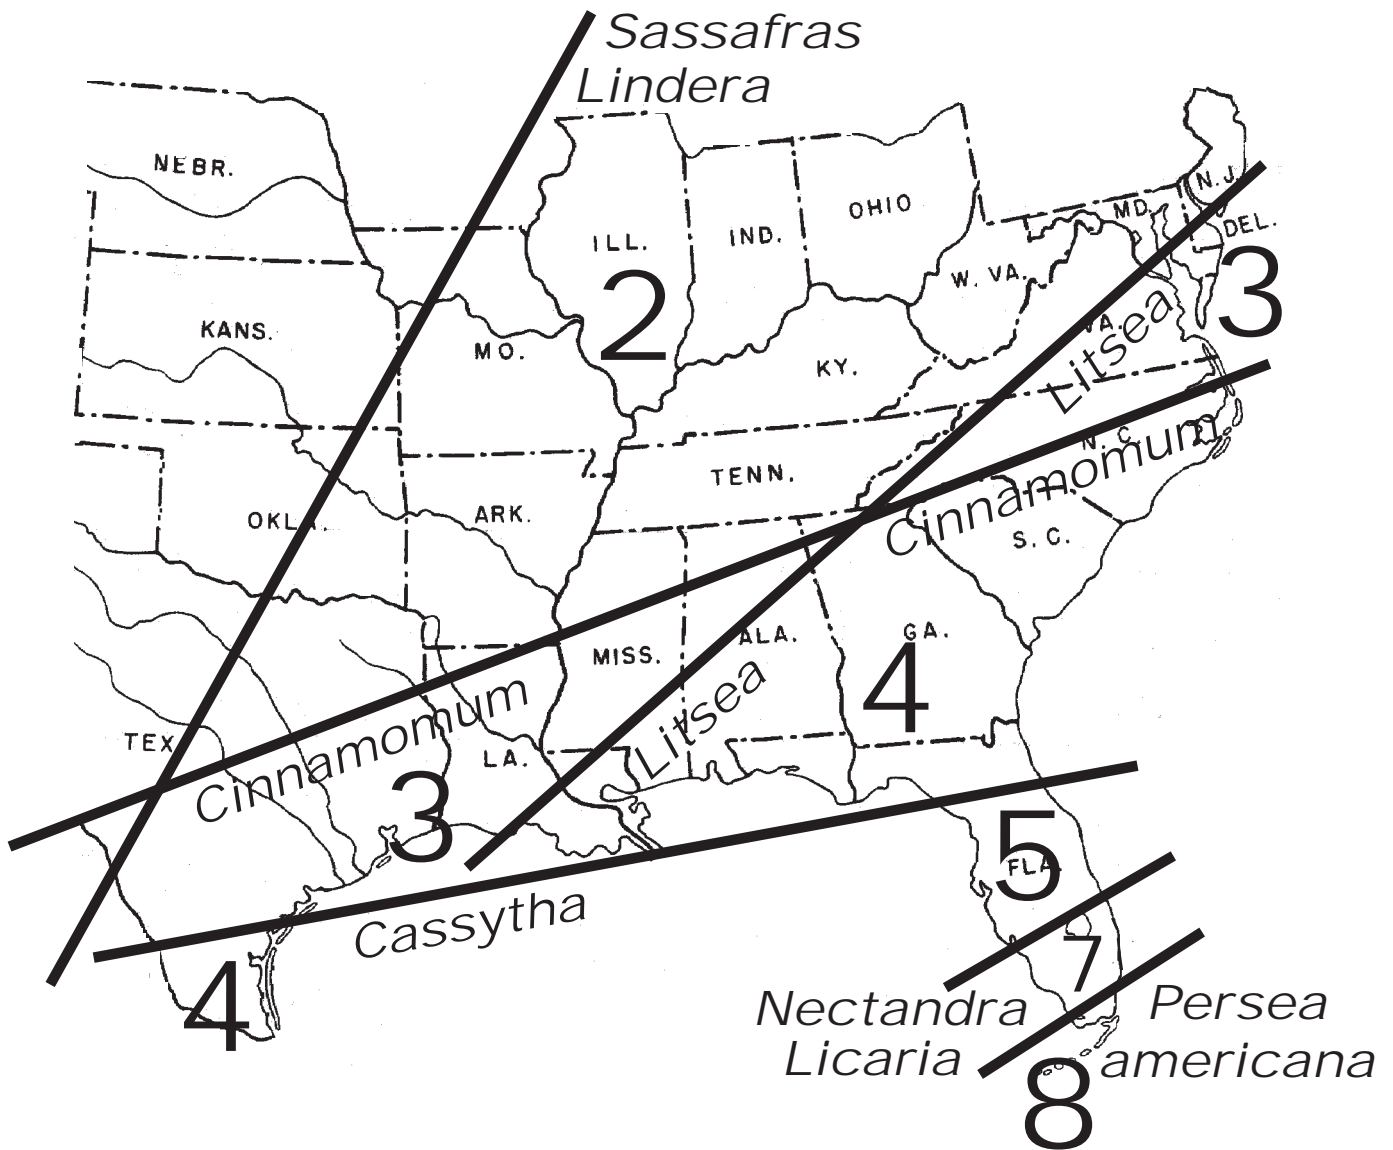 Sassafras
Lindera
NEBR.
N.J.
MD.
DEL.
OHIO
ILL.
IND.
W. VA.
3
2
KANS.
MO.
VA.
Litsea
KY.
N. C.
Cinnamomum
TENN.
OKLA.
ARK.
S. C.
MISS.
ALA.
GA.
4
Litsea
Cinnamomum
TEX
LA.
3
5
FLA.
Cassytha
7
4
Nectandra
Licaria
Persea
americana
8